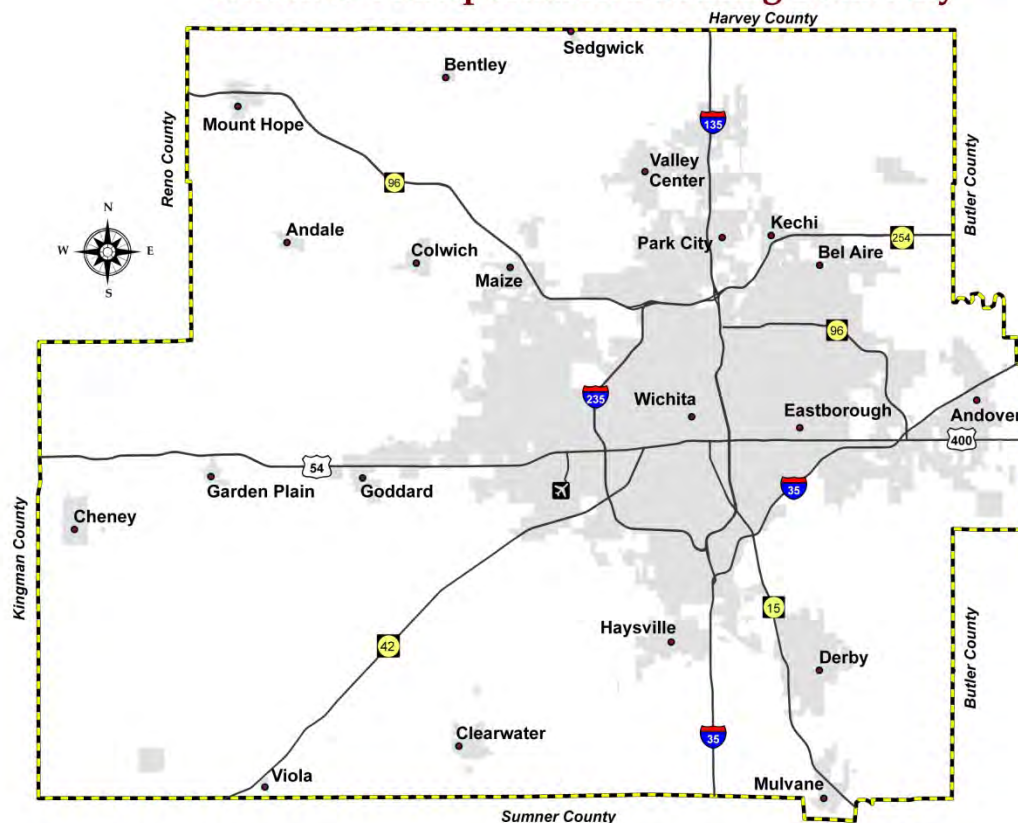 Harvey County
Sedgwick
Bentley
Mount Hope
135
Reno County
Valley
Center
Butler County
96
N
W E
S
Andale
Colwich
Maize
Park City
Kechi
Bel Aire
254
96
235
Wichita
Eastborough
Andover
400
54
Garden Plain
Goddard
35
Cheney
Kingman County
15
Haysville
42
Derby
Butler County
Clearwater
35
Viola
Mulvane
Sumner County